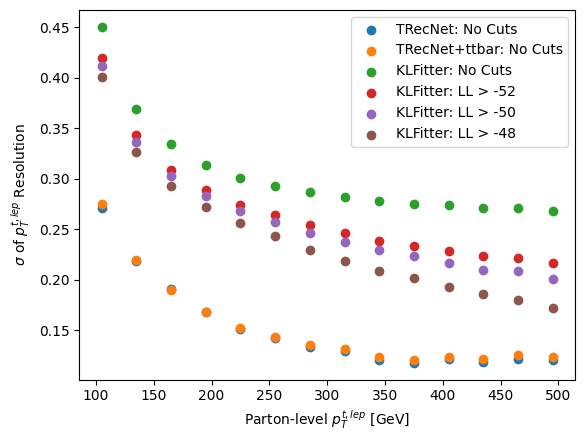 TRecNet: No Cuts
TRecNet+ttbar: No Cuts
KLFitter: No Cuts
KLFitter: LL > -52
KLFitter: LL > -50
KLFitter: LL > -48
0.45
0.40
0.35
0.30
0.25
0.20
0.15
σ of $p_T^{t,lep}$ Resolution
100 150 200 250 300 350 400 450 500
Parton-level $p_T^{t,lep}$ [GeV]